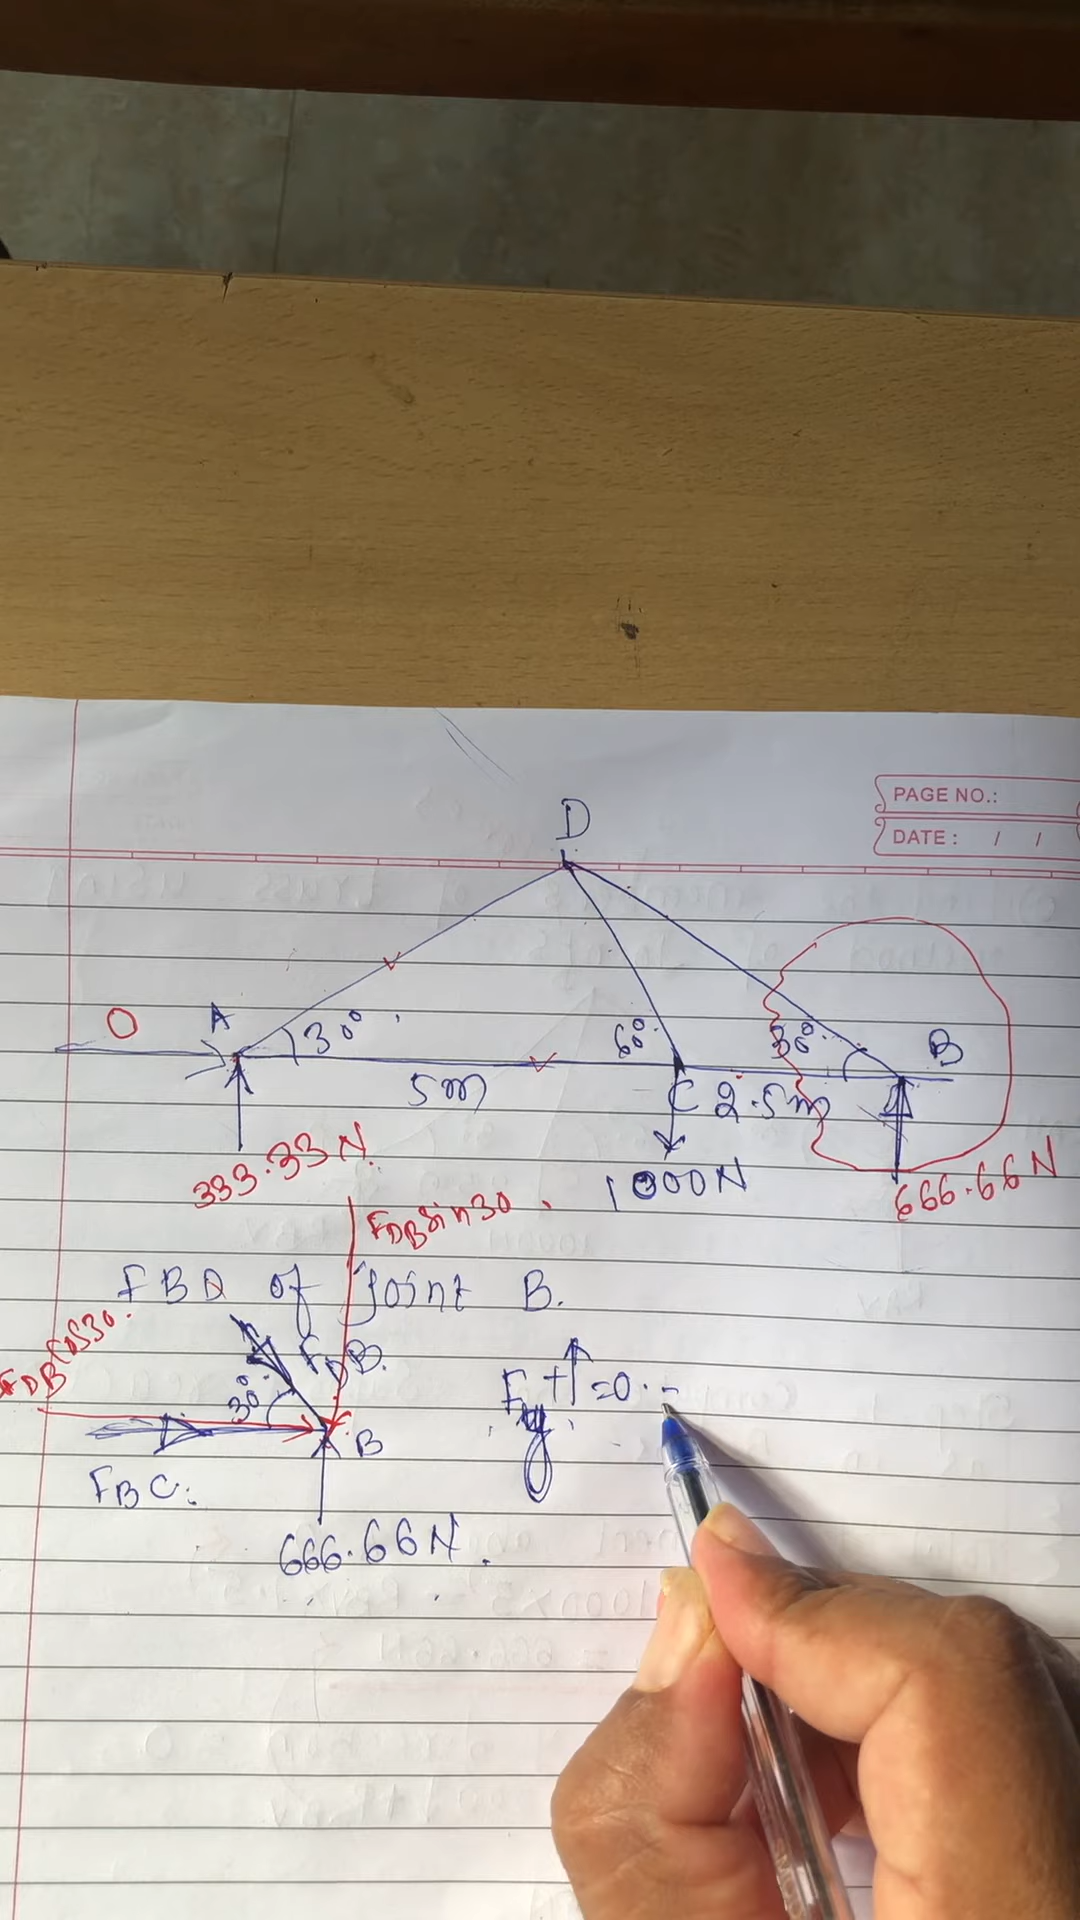 PAGE NO.:
DATE: / /
D
O
A
30°
60°
30°
B
5m
C
2.5m
333.33 N.
1000N
666.66 N
FDB sin30
FBD of Joint B.
FDB cos30.
FDB.
30°
Fy + ↑ =0. -
B
FBC.
666.66 N.